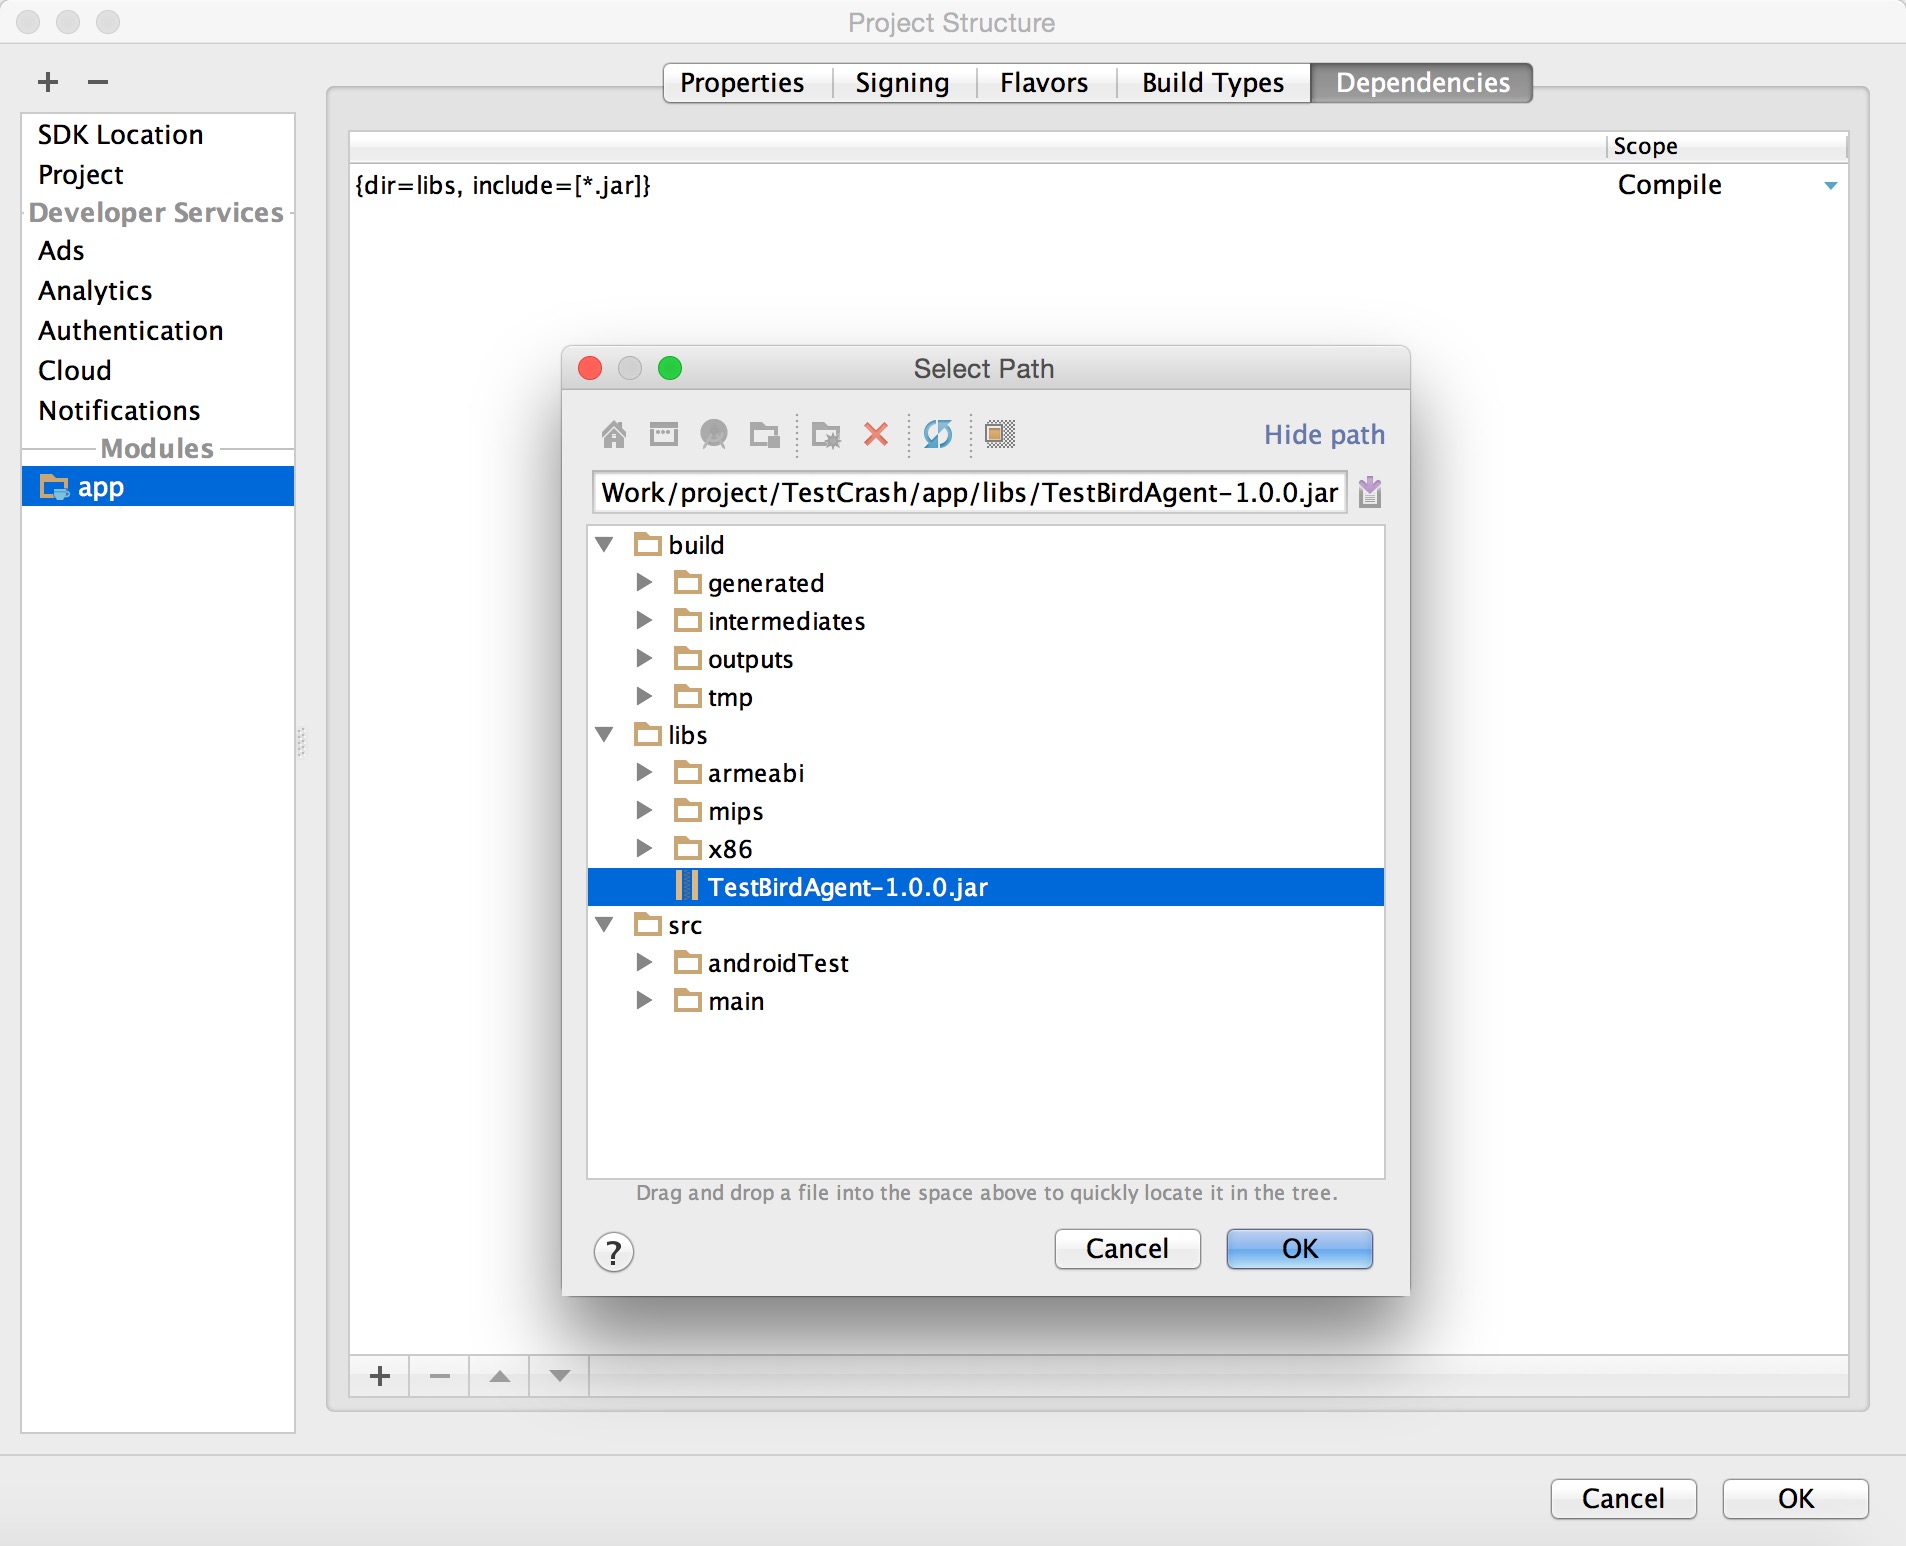 Project Structure
Properties Signing Flavors Build Types Dependencies
SDK Location
Project
Developer Services
Ads
Analytics
Authentication
Cloud
Notifications
Modules
app
Scope
{dir=libs, include=[*.jar]} Compile
Select Path
Hide path
Work/project/TestCrash/app/libs/TestBirdAgent-1.0.0.jar
build
generated
intermediates
outputs
tmp
libs
armeabi
mips
x86
TestBirdAgent-1.0.0.jar
src
androidTest
main
Drag and drop a file into the space above to quickly locate it in the tree.
? Cancel OK
Cancel OK